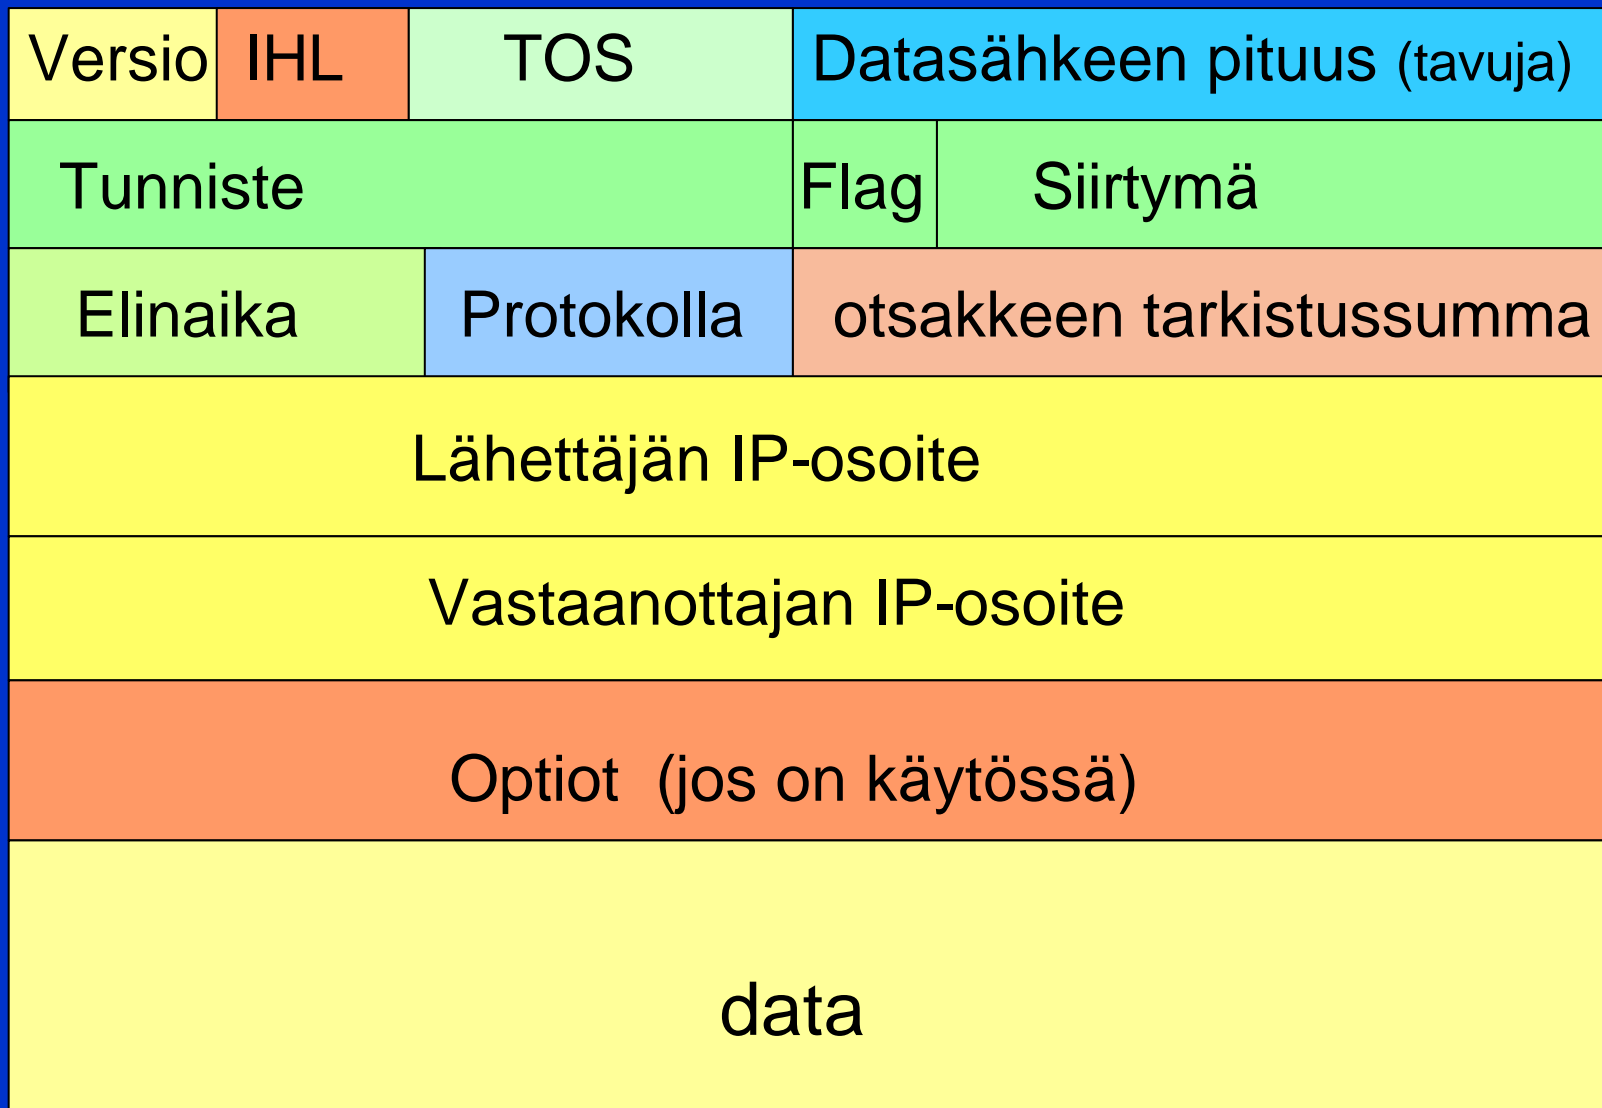 Versio IHL TOS Datasähkeen pituus (tavuja)
Tunniste Flag Siirtymä
Elinaika Protokolla otsakkeen tarkistussumma
Lähettäjän IP-osoite
Vastaanottajan IP-osoite
Optiot (jos on käytössä)
data